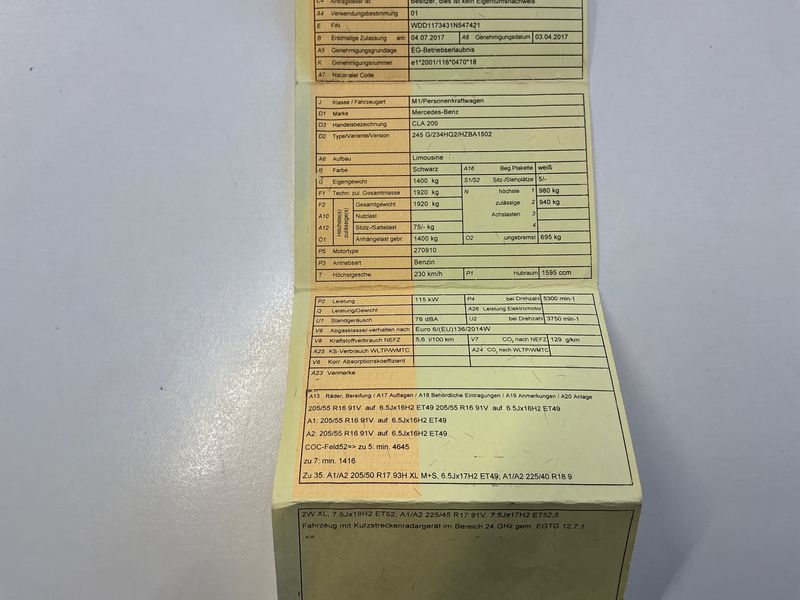 C4 Antragsteller ist: Besitzer, dies ist kein Eigentumsnachweis
A4 Verwendungsbestimmung 01
E FIN WDD1173431N547421
B Erstmalige Zulassung am 04.07.2017 A6 Genehmigungsdatum 03.04.2017
A5 Genehmigungsgrundlage EG-Betriebserlaubnis
K Genehmigungsnummer e1*2001/116*0470*18
A7 Nationaler Code
J Klasse / Fahrzeugart M1/Personenkraftwagen
D1 Marke Mercedes-Benz
D3 Handelsbezeichnung CLA 200
D2 Type/Variante/Version 245 G/234HQ2/HZBA1502
A8 Aufbau Limousine
R Farbe Schwarz A16 Beg.Plakette weiß
G Eigengewicht 1400 kg S1/S2 Sitz-/Stehplätze 5/-
F1 Techn. zul. Gesamtmasse 1920 kg N höchste 1 980 kg
F2 Höchste(s) zulässige(s) Gesamtgewicht 1920 kg zulässige 2 940 kg
A10 Nutzlast Achslasten 3
A12 Stütz-/Sattellast 75/- kg 4
O1 Anhängelast gebr. 1400 kg O2 ungebremst 695 kg
P5 Motortype 270910
P3 Antriebsart Benzin
T Höchstgeschw. 230 km/h P1 Hubraum 1595 ccm
P2 Leistung 115 kW P4 bei Drehzahl 5300 min-1
Q Leistung/Gewicht A26 Leistung Elektromotor
U1 Standgeräusch 76 dBA U2 bei Drehzahl 3750 min-1
V9 Abgasklasse/-verhalten nach Euro 6/(EU)136/2014W
V8 Kraftstoffverbrauch NEFZ 5,6 l/100 km V7 CO2 nach NEFZ 129 g/km
A25 KS-Verbrauch WLTP/WMTC A24 CO2 nach WLTP/WMTC
V6 Korr. Absorptionskoeffizient
A23 Vermerke
A13 Räder, Bereifung / A17 Auflagen / A18 Behördliche Eintragungen / A19 Anmerkungen / A20 Anlage
205/55 R16 91V auf 6.5Jx16H2 ET49 205/55 R16 91V auf 6.5Jx16H2 ET49
A1: 205/55 R16 91V auf 6.5Jx16H2 ET49
A2: 205/55 R16 91V auf 6.5Jx16H2 ET49
COC-Feld52=> zu 5: min. 4645
zu 7: min. 1416
Zu 35. A1/A2 205/50 R17 93H XL M+S, 6.5Jx17H2 ET49; A1/A2 225/40 R18 9
2W XL, 7.5Jx18H2 ET52; A1/A2 225/45 R17 91V, 7.5Jx17H2 ET52,5
Fahrzeug mit Kurzstreckenradargerät im Bereich 24 GHz gem. EGTG 12.7.1
<=